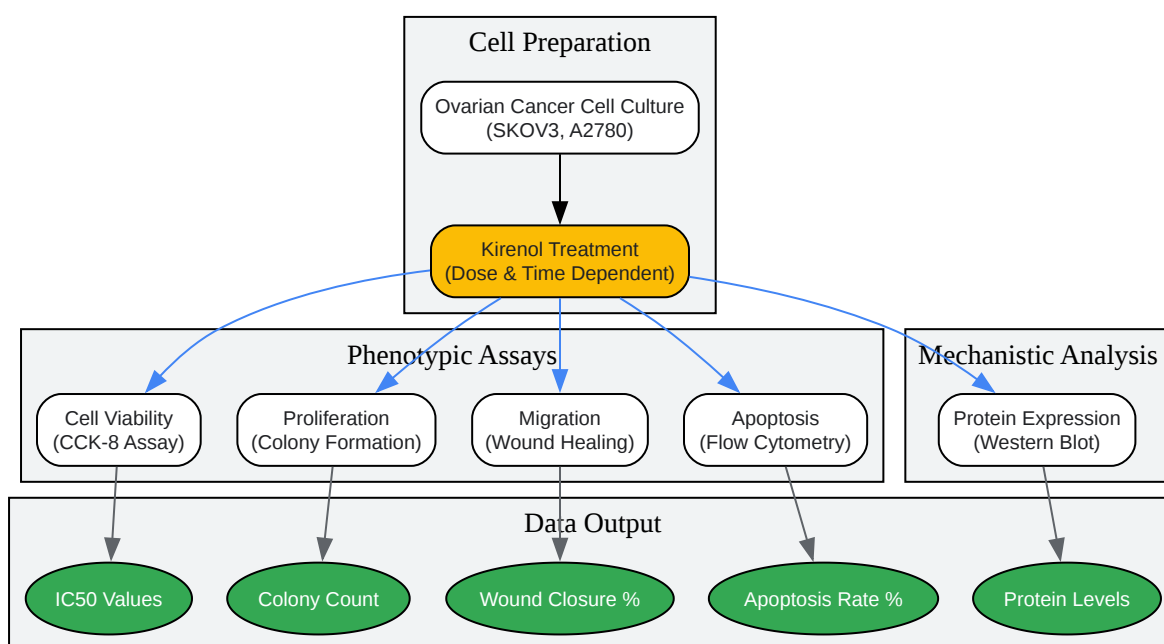 Cell Preparation
Ovarian Cancer Cell Culture
(SKOV3, A2780)
Kirenol Treatment
(Dose & Time Dependent)
Phenotypic Assays
Mechanistic Analysis
Cell Viability
(CCK-8 Assay)
Proliferation
(Colony Formation)
Migration
(Wound Healing)
Apoptosis
(Flow Cytometry)
Protein Expression
(Western Blot)
Data Output
IC50 Values
Colony Count
Wound Closure %
Apoptosis Rate %
Protein Levels